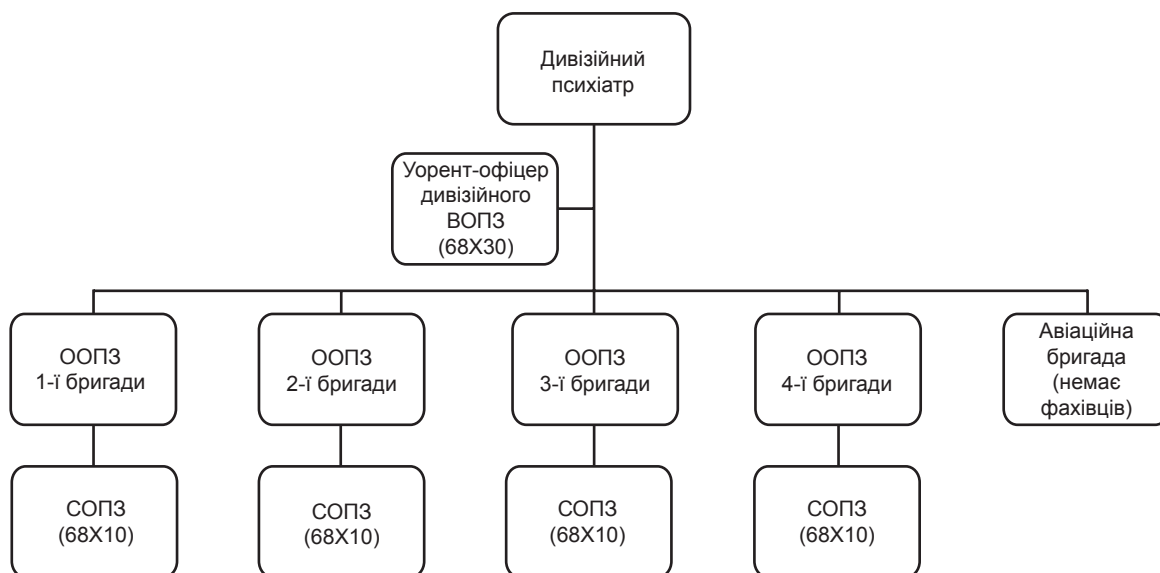 Дивізійний
психіатр
Уорент-офіцер
дивізійного
ВОПЗ
(68X30)
ООПЗ
1-ї бригади
ООПЗ
2-ї бригади
ООПЗ
3-ї бригади
ООПЗ
4-ї бригади
Авіаційна
бригада
(немає
фахівців)
СОПЗ
(68X10)
СОПЗ
(68X10)
СОПЗ
(68X10)
СОПЗ
(68X10)